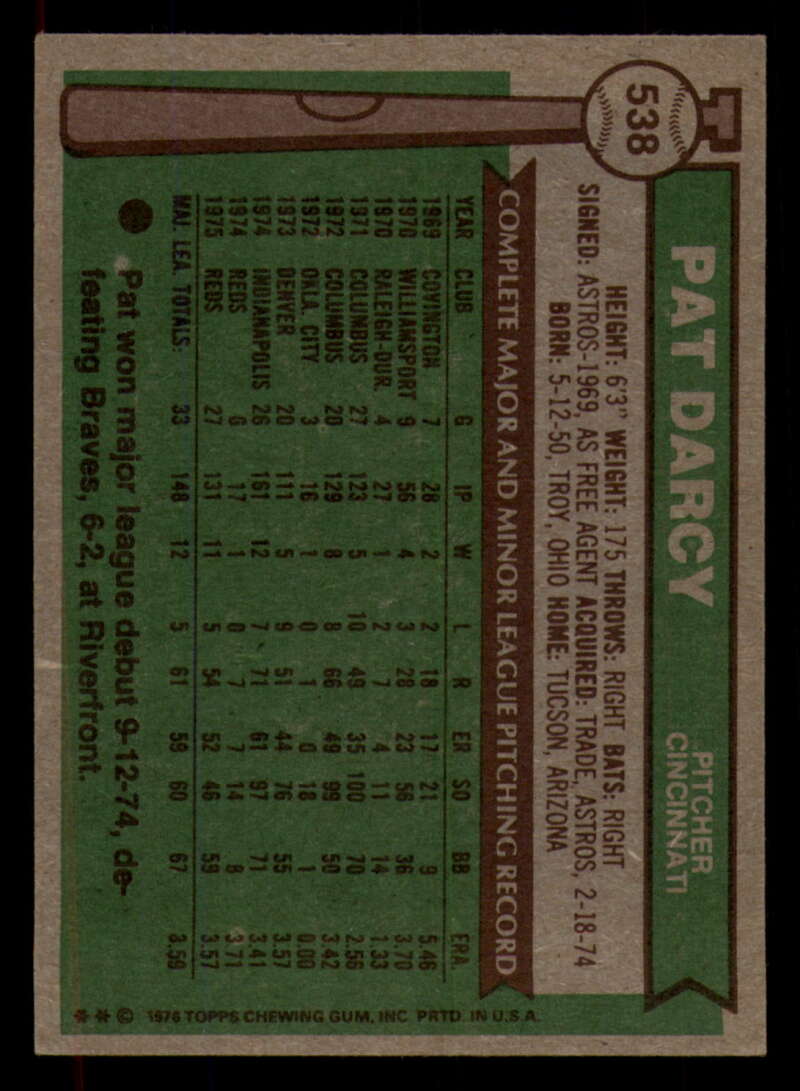 538
PAT DARCY
PITCHER
CINCINNATI
HEIGHT: 6'3" WEIGHT: 175 THROWS: RIGHT BATS: RIGHT
SIGNED: ASTROS-1969, AS FREE AGENT ACQUIRED: TRADE, ASTROS, 2-18-74
BORN: 5-12-50, TROY, OHIO HOME: TUCSON, ARIZONA
COMPLETE MAJOR AND MINOR LEAGUE PITCHING RECORD
YEAR CLUB G IP W L R ER SO BB ERA.
1969 COVINGTON 7 28 2 2 18 17 21 9 5.46
1970 WILLIAMSPORT 9 56 4 3 28 23 56 36 3.70
1970 RALEIGH-DUR. 4 27 1 2 7 4 11 14 1.33
1971 COLUMBUS 27 123 5 10 49 35 100 70 2.56
1972 COLUMBUS 20 129 8 8 66 49 99 50 3.42
1972 OKLA. CITY 3 16 1 0 1 0 18 1 0.00
1973 DENVER 20 111 5 9 51 44 76 55 3.57
1974 INDIANAPOLIS 26 161 12 7 71 61 97 71 3.41
1974 REDS 6 17 1 0 7 7 14 8 3.71
1975 REDS 27 131 11 5 54 52 46 59 3.57
MAJ. LEA. TOTALS: 33 148 12 5 61 59 60 67 3.59
Pat won major league debut 9-12-74, de-
feating Braves, 6-2, at Riverfront.
** © 1976 TOPPS CHEWING GUM, INC. PRTD. IN U.S.A.